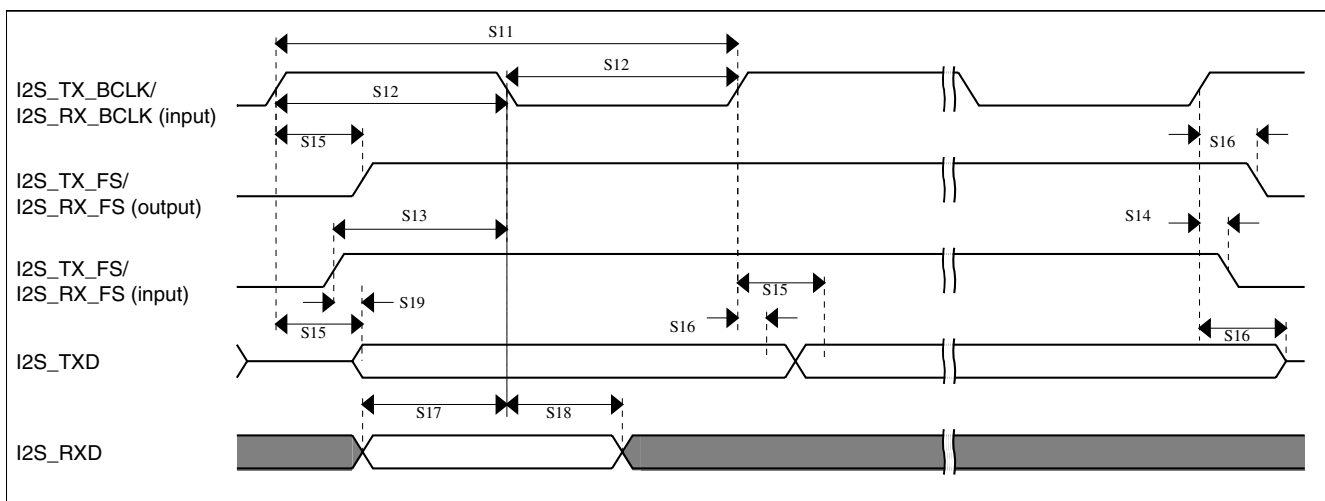 S11
I2S_TX_BCLK/
I2S_RX_BCLK (input)
S12
S12
S15
S16
I2S_TX_FS/
I2S_RX_FS (output)
S13
S14
I2S_TX_FS/
I2S_RX_FS (input)
S19
S15
S15
S16
S16
I2S_TXD
S17
S18
I2S_RXD